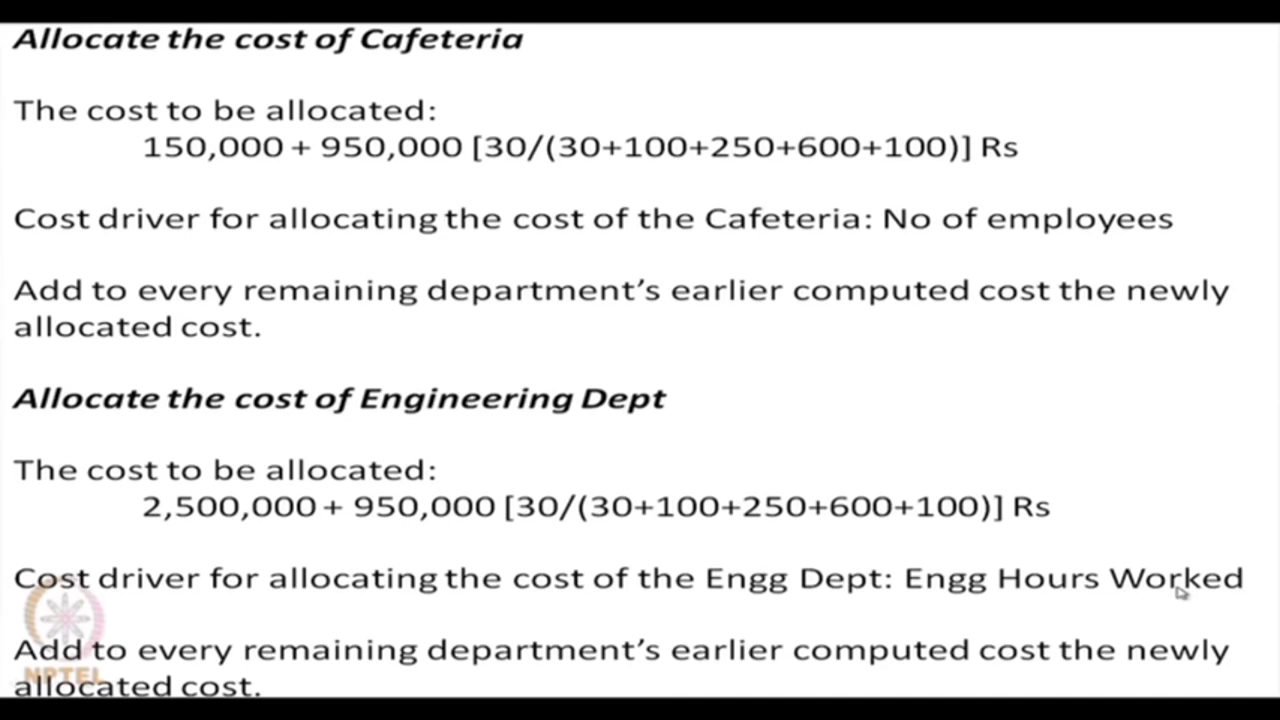 Allocate the cost of Cafeteria
The cost to be allocated:
150,000 + 950,000 [30/(30+100+250+600+100)] Rs
Cost driver for allocating the cost of the Cafeteria: No of employees
Add to every remaining department’s earlier computed cost the newly
allocated cost.
Allocate the cost of Engineering Dept
The cost to be allocated:
2,500,000 + 950,000 [30/(30+100+250+600+100)] Rs
Cost driver for allocating the cost of the Engg Dept: Engg Hours Worked
Add to every remaining department’s earlier computed cost the newly
NPTEL
allocated cost.